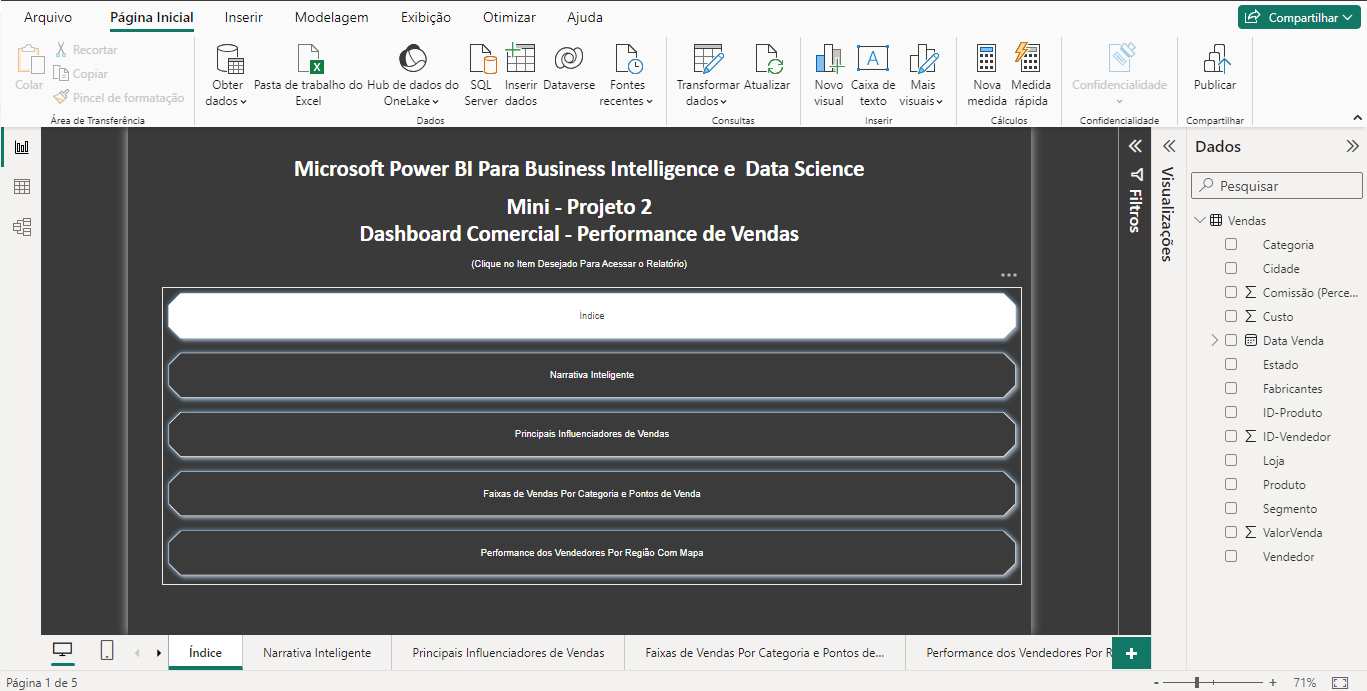 Arquivo
Página Inicial
Inserir
Modelagem
Exibição
Otimizar
Ajuda
Compartilhar
Colar
Recortar
Copiar
Pincel de formatação
Área de Transferência
Obter
dados
Pasta de trabalho do
Excel
Hub de dados do
OneLake
SQL
Server
Inserir
dados
Dataverse
Fontes
recentes
Dados
Transformar
dados
Atualizar
Consultas
Novo
visual
Caixa de
texto
Mais
visuais
Inserir
Nova
medida
Medida
rápida
Cálculos
Confidencialidade
Confidencialidade
Publicar
Compartilhar
Microsoft Power BI Para Business Intelligence e Data Science
Mini - Projeto 2
Dashboard Comercial - Performance de Vendas
(Clique no Item Desejado Para Acessar o Relatório)
Índice
Narrativa Inteligente
Principais Influenciadores de Vendas
Faixas de Vendas Por Categoria e Pontos de Venda
Performance dos Vendedores Por Região Com Mapa
Filtros
Visualizações
Dados
Pesquisar
Vendas
Categoria
Cidade
Comissão (Perce...
Custo
Data Venda
Estado
Fabricantes
ID-Produto
ID-Vendedor
Loja
Produto
Segmento
ValorVenda
Vendedor
Índice
Narrativa Inteligente
Principais Influenciadores de Vendas
Faixas de Vendas Por Categoria e Pontos de...
Performance dos Vendedores Por R
Página 1 de 5
- + 71%